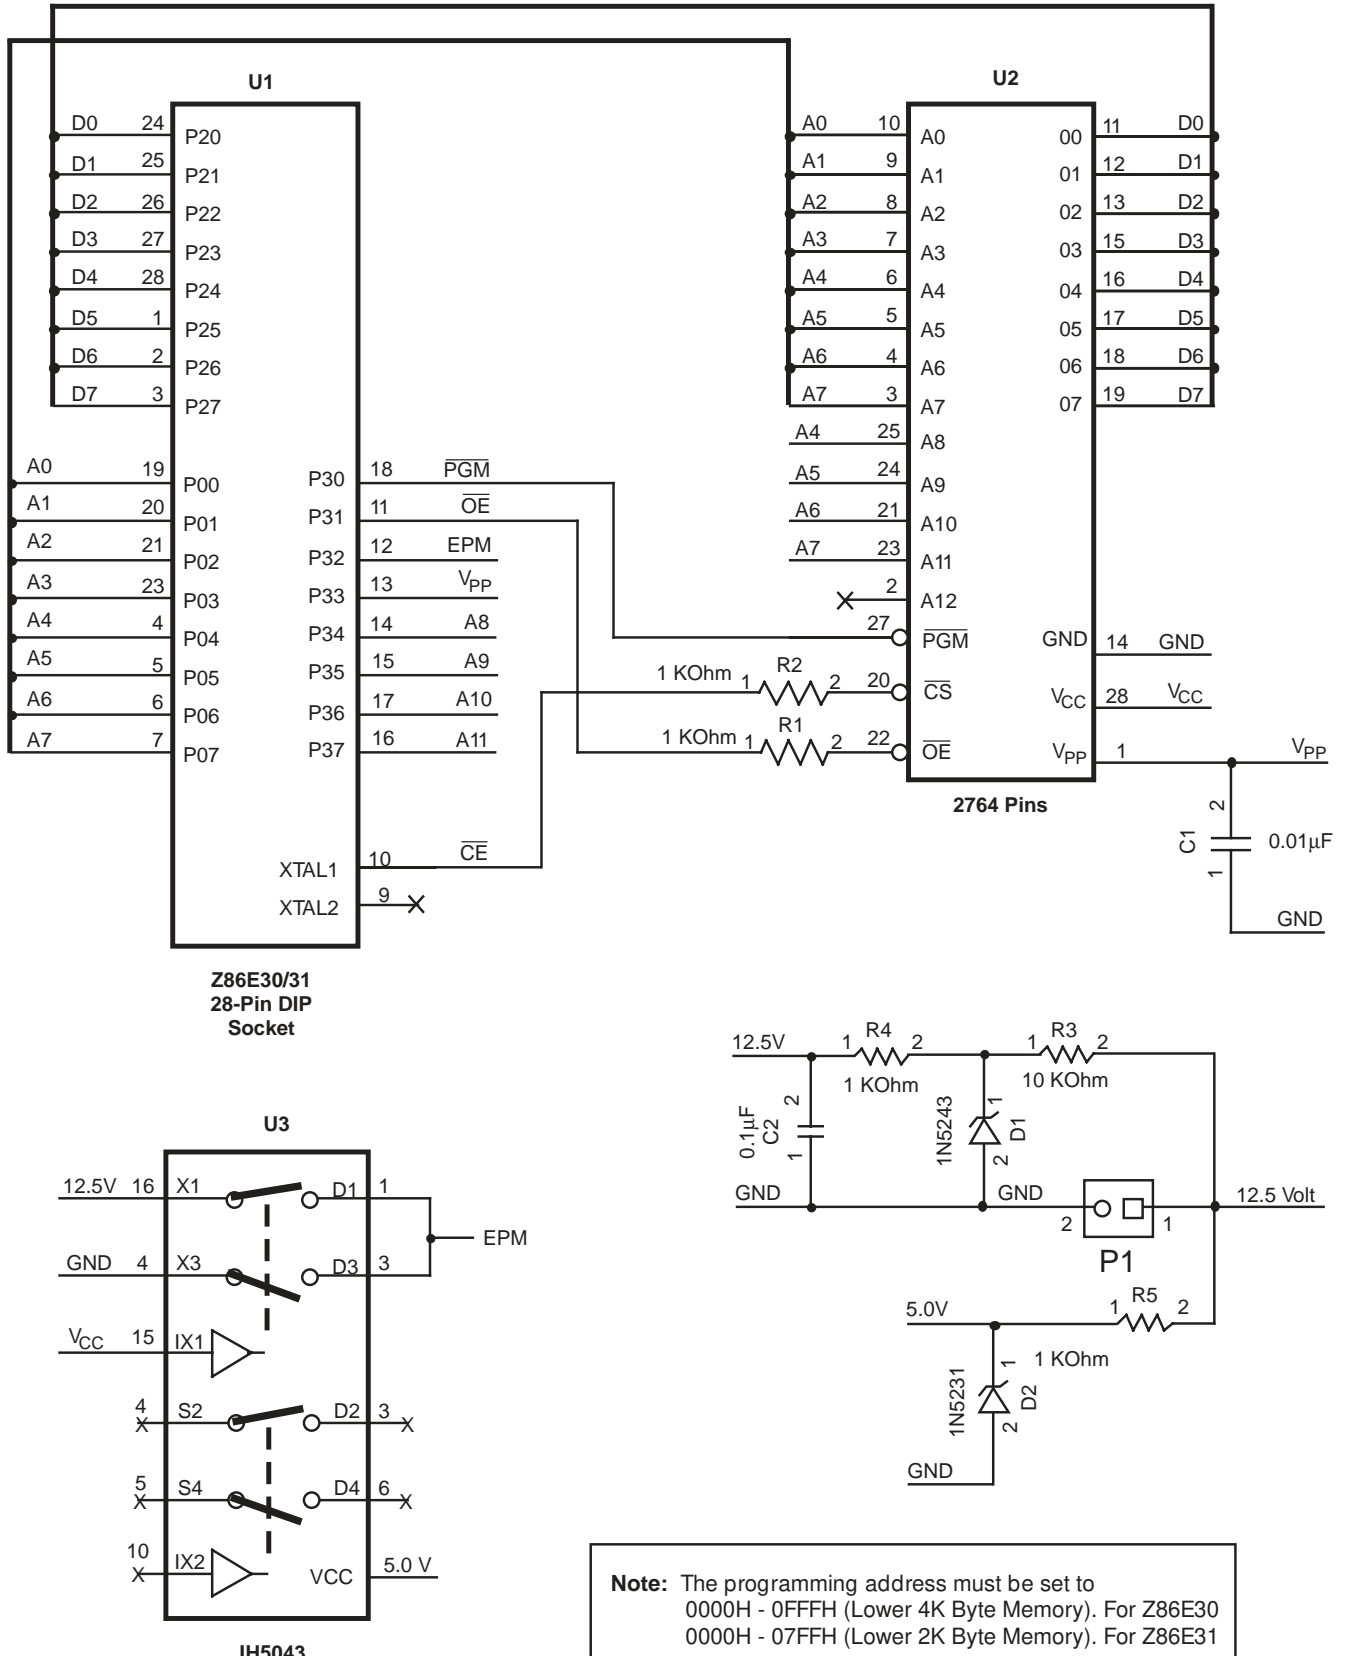 U1
U2
D0 24 P20
D1 25 P21
D2 26 P22
D3 27 P23
D4 28 P24
D5 1 P25
D6 2 P26
D7 3 P27
A0 19 P00
A1 20 P01
A2 21 P02
A3 23 P03
A4 4 P04
A5 5 P05
A6 6 P06
A7 7 P07
P30 18 PGM
P31 11 OE
P32 12 EPM
P33 13 VPP
P34 14 A8
P35 15 A9
P36 17 A10
P37 16 A11
XTAL1 10 CE
XTAL2 9
Z86E30/31
28-Pin DIP
Socket
A0 10 A0
A1 9 A1
A2 8 A2
A3 7 A3
A4 6 A4
A5 5 A5
A6 4 A6
A7 3 A7
A4 25 A8
A5 24 A9
A6 21 A10
A7 23 A11
2 A12
27 PGM
1 KOhm 1 R2 2 20 CS
1 KOhm 1 R1 2 22 OE
00 11 D0
01 12 D1
02 13 D2
03 15 D3
04 16 D4
05 17 D5
06 18 D6
07 19 D7
GND 14 GND
VCC 28 VCC
VPP 1 VPP
2764 Pins
2
C1 0.01µF
1
GND
12.5V 1 R4 2 1 R3 2
1 KOhm 10 KOhm
0.1µF C2 2 1
1N5243 D1 1 2
GND GND 2 1 12.5 Volt
P1
5.0V 1 R5 2
1 KOhm
1N5231 D2 1 2
GND
U3
12.5V 16 X1 D1 1
EPM
GND 4 X3 D3 3
VCC 15 IX1
4 S2 D2 3
5 S4 D4 6
10 IX2
VCC 5.0 V
IH5043
Note: The programming address must be set to
0000H - 0FFFH (Lower 4K Byte Memory). For Z86E30
0000H - 07FFH (Lower 2K Byte Memory). For Z86E31